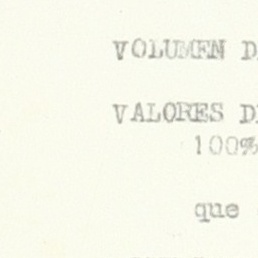 VOLUMEN
VALORES
100%
que